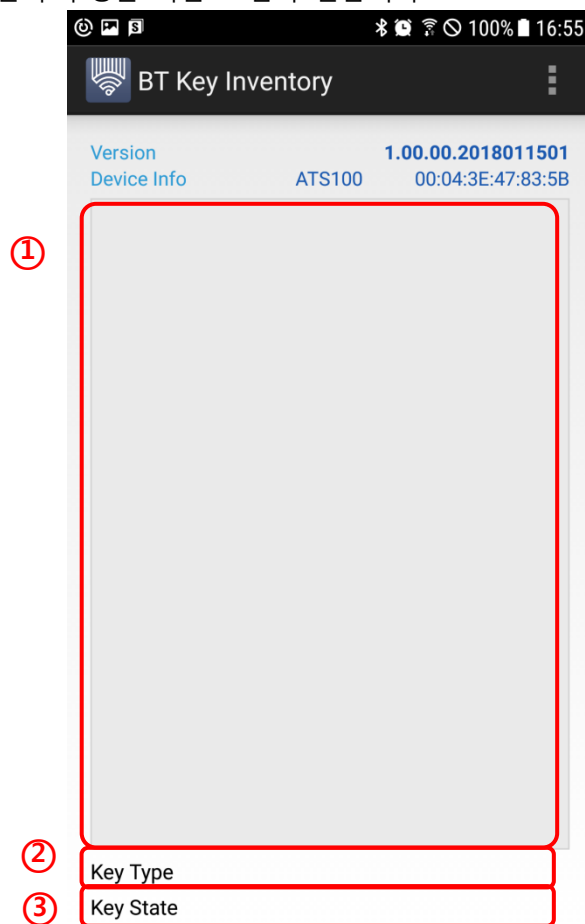 100% 16:55
BT Key Inventory
Version 1.00.00.2018011501
Device Info ATS100 00:04:3E:47:83:5B
①
②
Key Type
③
Key State